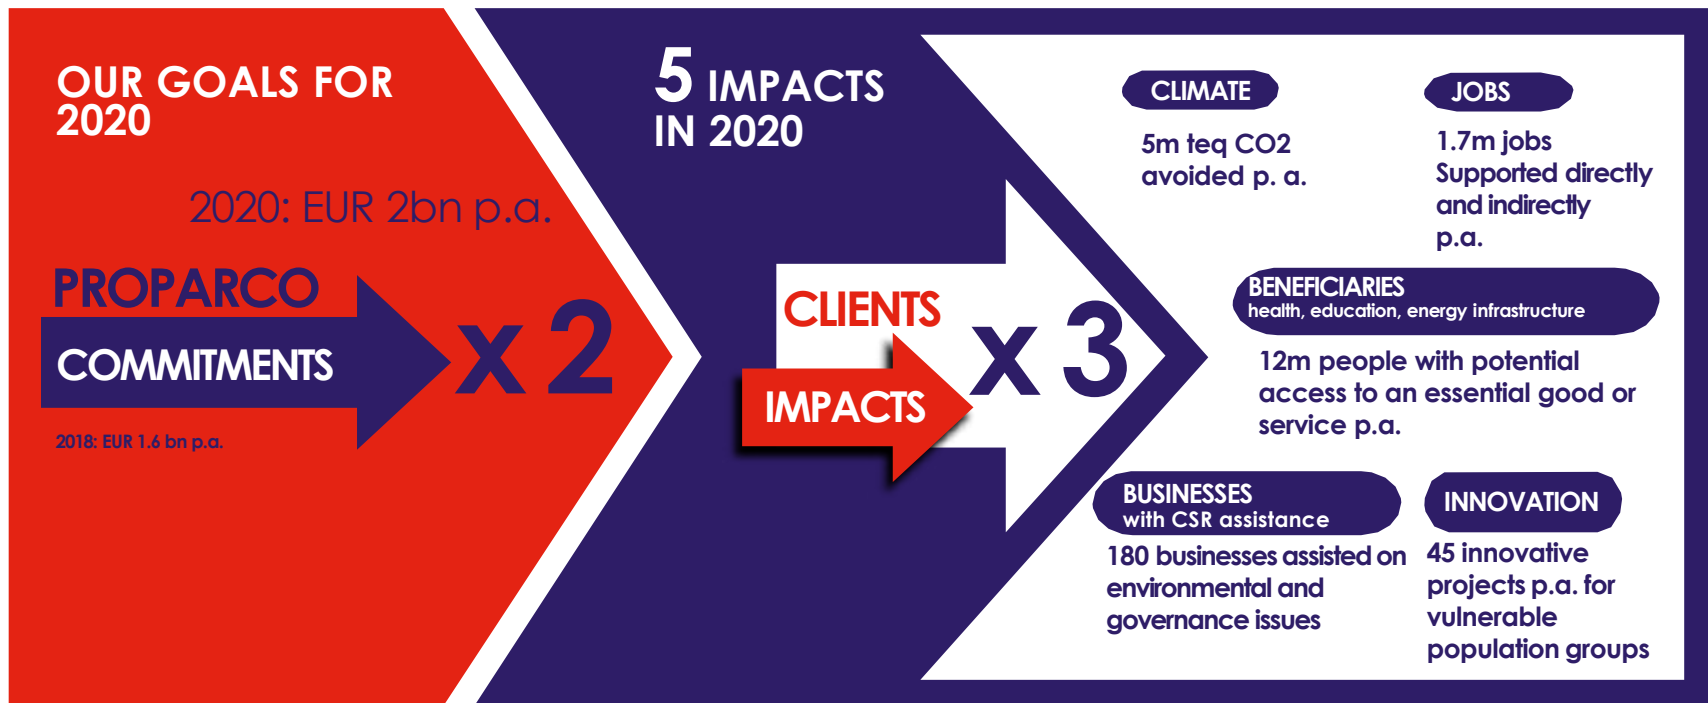 OUR GOALS FOR
2020
2020: EUR 2bn p.a.
PROPARCO
COMMITMENTS
x 2
2018: EUR 1.6 bn p.a.
5 IMPACTS
IN 2020
CLIENTS
IMPACTS
x 3
CLIMATE
5m teq CO2
avoided p. a.
JOBS
1.7m jobs
Supported directly
and indirectly
p.a.
BENEFICIARIES
health, education, energy infrastructure
12m people with potential
access to an essential good or
service p.a.
BUSINESSES
with CSR assistance
180 businesses assisted on
environmental and
governance issues
INNOVATION
45 innovative
projects p.a. for
vulnerable
population groups